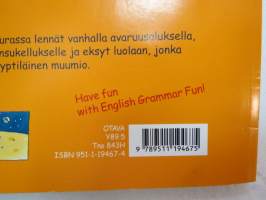 urassa lennät vanhalla avaruusaluksella,
nsukellukselle ja eksyt luolaan, jonka
yptiläinen muumio.
Have fun
with English Grammar Fun!
OTAVA
V89.5
Tno 843H
ISBN 951-1-19467-4
9 789511 194675